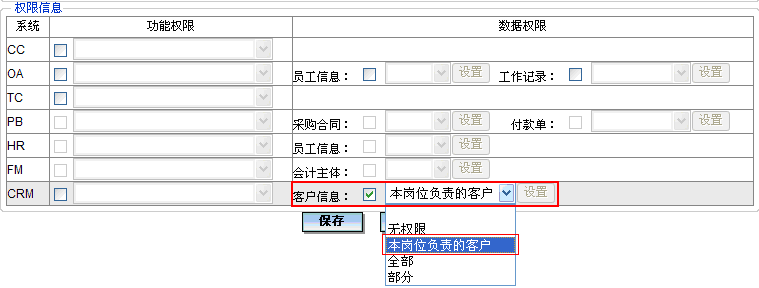 权限信息
系统 功能权限 数据权限
CC
OA 员工信息： 设置 工作记录： 设置
TC
PB 采购合同： 设置 付款单： 设置
HR 员工信息： 设置
FM 会计主体： 设置
CRM 客户信息： 本岗位负责的客户 设置
保存
无权限
本岗位负责的客户
全部
部分